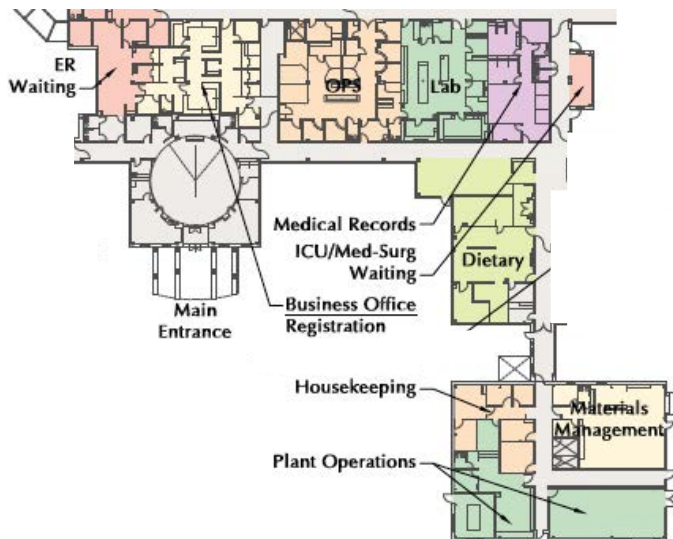 ER
Waiting
OPS
Lab
Medical Records
ICU/Med-Surg
Waiting
Dietary
Main
Entrance
Business Office
Registration
Housekeeping
Materials
Management
Plant Operations